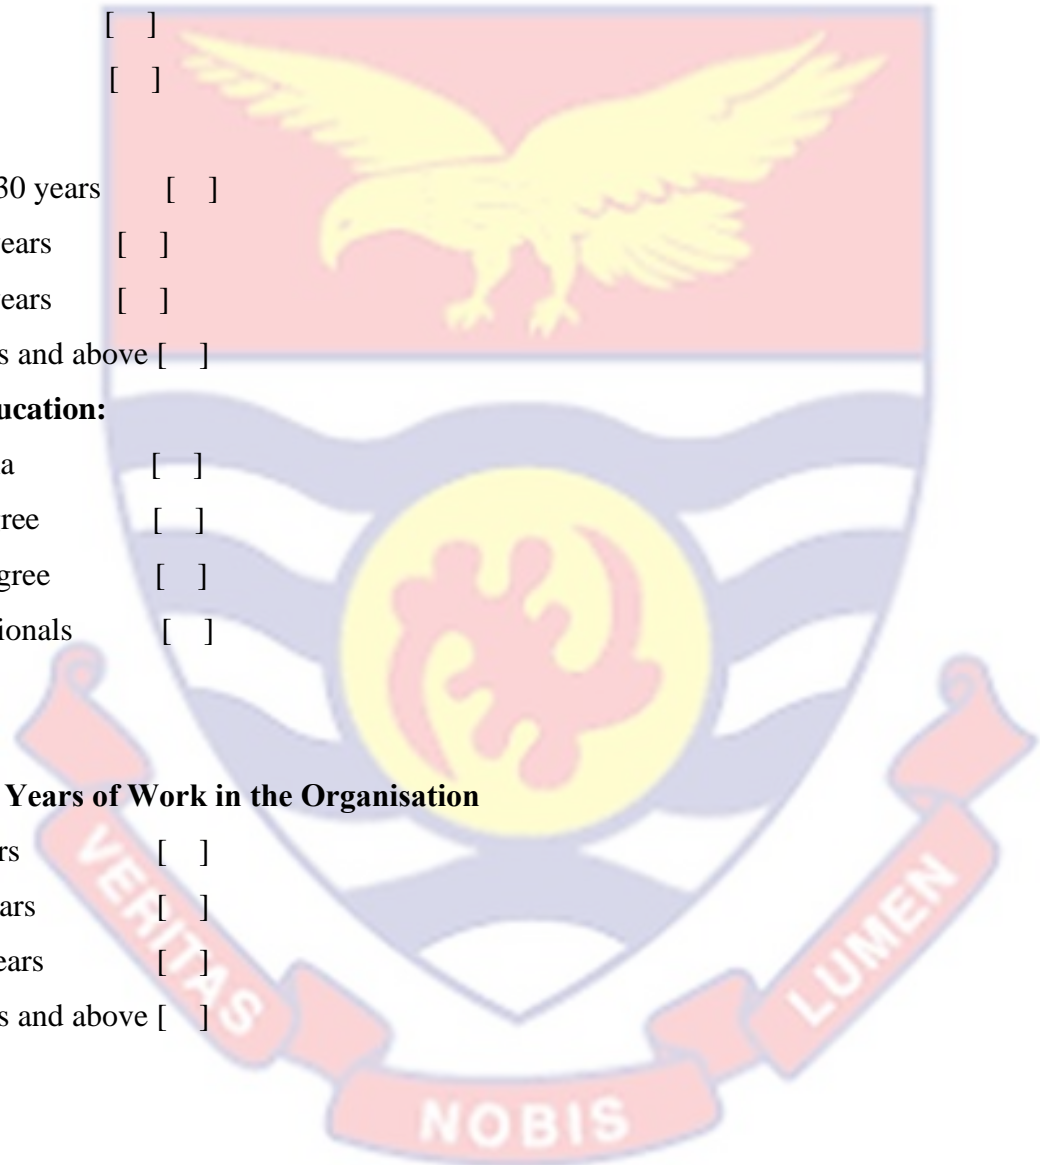 [ ]
[ ]
30 years [ ]
ears [ ]
ears [ ]
s and above [ ]
ucation:
a [ ]
ree [ ]
gree [ ]
ionals [ ]
Years of Work in the Organisation
rs [ ]
ars [ ]
ears [ ]
s and above [ ]
VERITAS
NOBIS
LUMEN